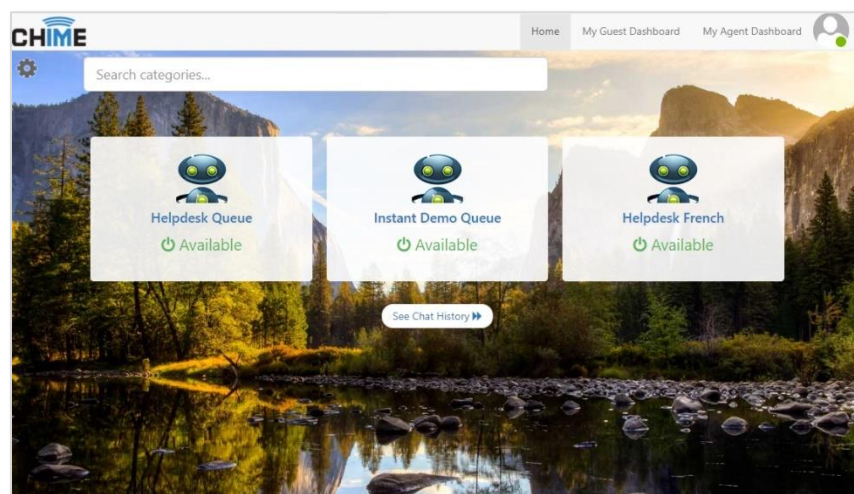 CHIME
Home My Guest Dashboard My Agent Dashboard
Search categories...
Helpdesk Queue Instant Demo Queue Helpdesk French
Available Available Available
See Chat History